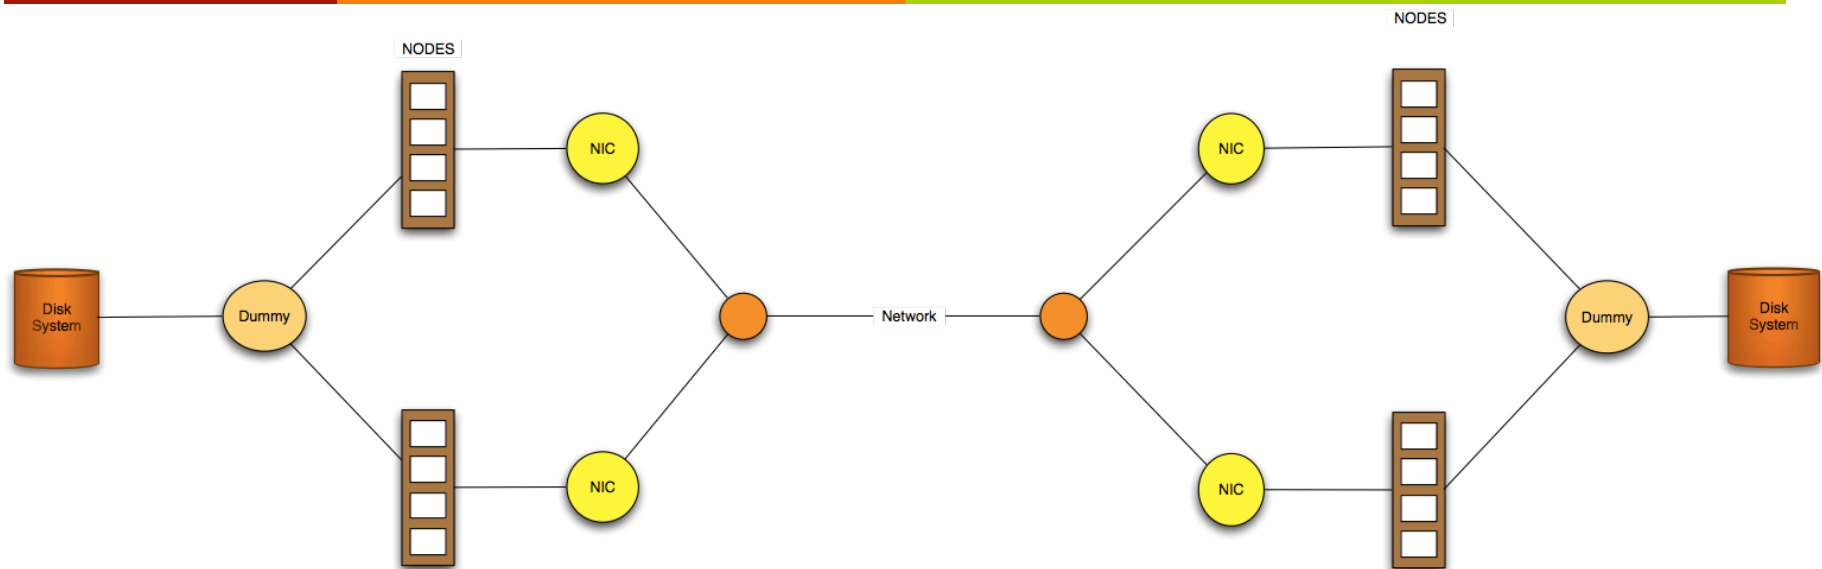 NODES
NODES
NIC
NIC
Disk
System
Dummy
Network
Dummy
Disk
System
NIC
NIC